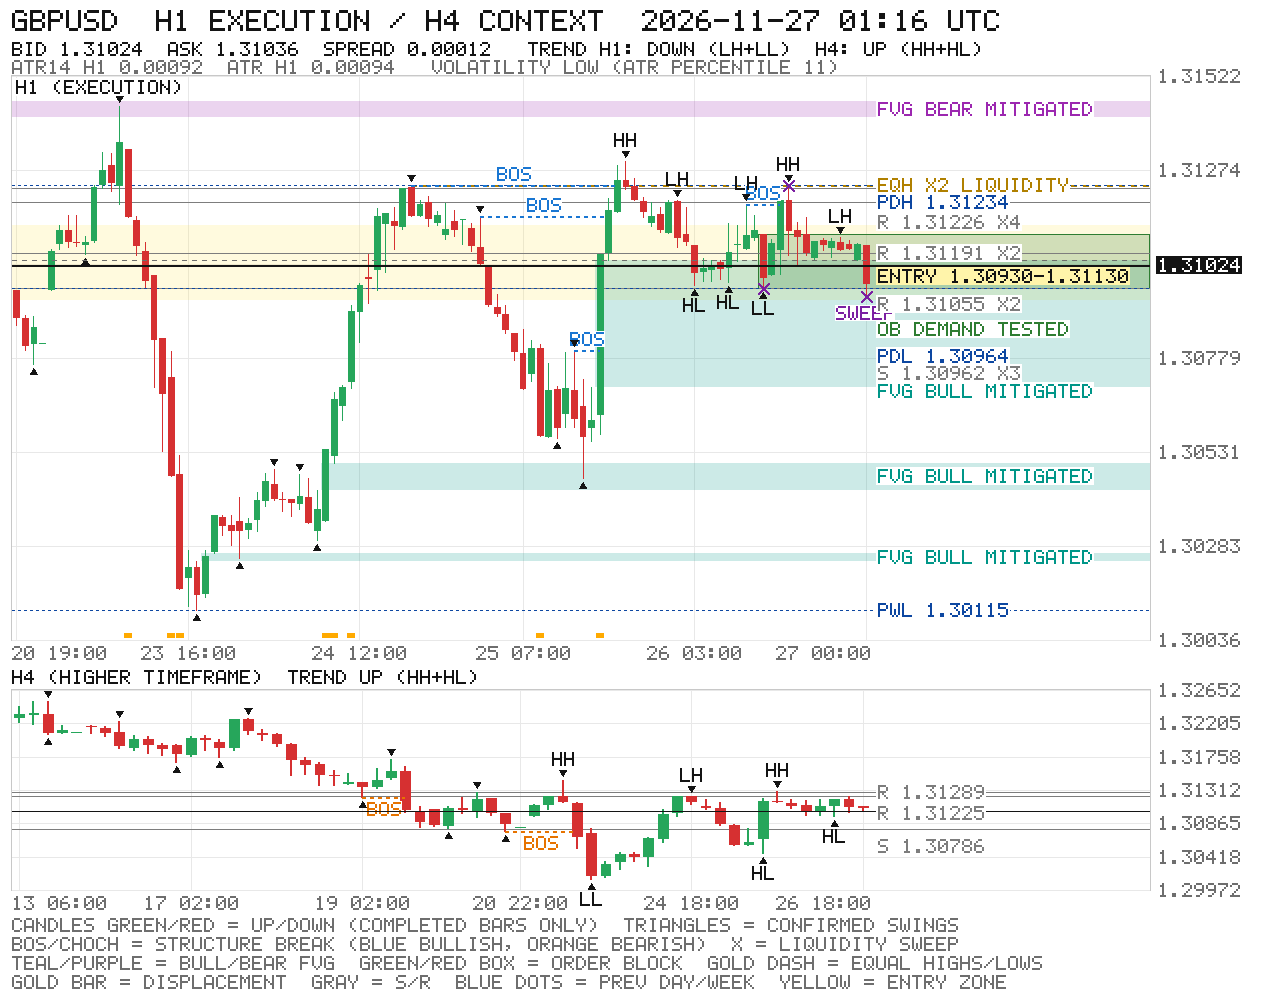 GBPUSD  H1 EXECUTION / H4 CONTEXT  2026-11-27 01:16 UTC
BID 1.31024  ASK 1.31036  SPREAD 0.00012  TREND H1: DOWN (LH+LL)  H4: UP (HH+HL)
ATR14 H1 0.00092  ATR H1 0.00094  VOLATILITY LOW (ATR PERCENTILE 11)
1.31522
H1 (EXECUTION)
FVG BEAR MITIGATED
HH
1.31274
BOS
LH
LH
HH
EQH X2 LIQUIDITY
BOS
PDH 1.31234
BOS
LH
R 1.31226 X4
R 1.31191 X2
1.31024
ENTRY 1.30930-1.31130
HL
HL
LL
R 1.31055 X2
SWEEP
OB DEMAND TESTED
BOS
PDL 1.30964
1.30779
S 1.30962 X3
FVG BULL MITIGATED
1.30531
FVG BULL MITIGATED
1.30283
FVG BULL MITIGATED
PWL 1.30115
1.30036
20 19:00  23 16:00  24 12:00  25 07:00  26 03:00  27 00:00
H4 (HIGHER TIMEFRAME)  TREND UP (HH+HL)
1.32652
1.32205
1.31758
HH
LH
HH
R 1.31289
1.31312
BOS
R 1.31225
1.30865
BOS
HL
S 1.30786
1.30418
HL
LL
1.29972
13 06:00  17 02:00  19 02:00  20 22:00  24 18:00  26 18:00
CANDLES GREEN/RED = UP/DOWN (COMPLETED BARS ONLY)  TRIANGLES = CONFIRMED SWINGS
BOS/CHOCH = STRUCTURE BREAK (BLUE BULLISH, ORANGE BEARISH)  X = LIQUIDITY SWEEP
TEAL/PURPLE = BULL/BEAR FVG  GREEN/RED BOX = ORDER BLOCK  GOLD DASH = EQUAL HIGHS/LOWS
GOLD BAR = DISPLACEMENT  GRAY = S/R  BLUE DOTS = PREV DAY/WEEK  YELLOW = ENTRY ZONE